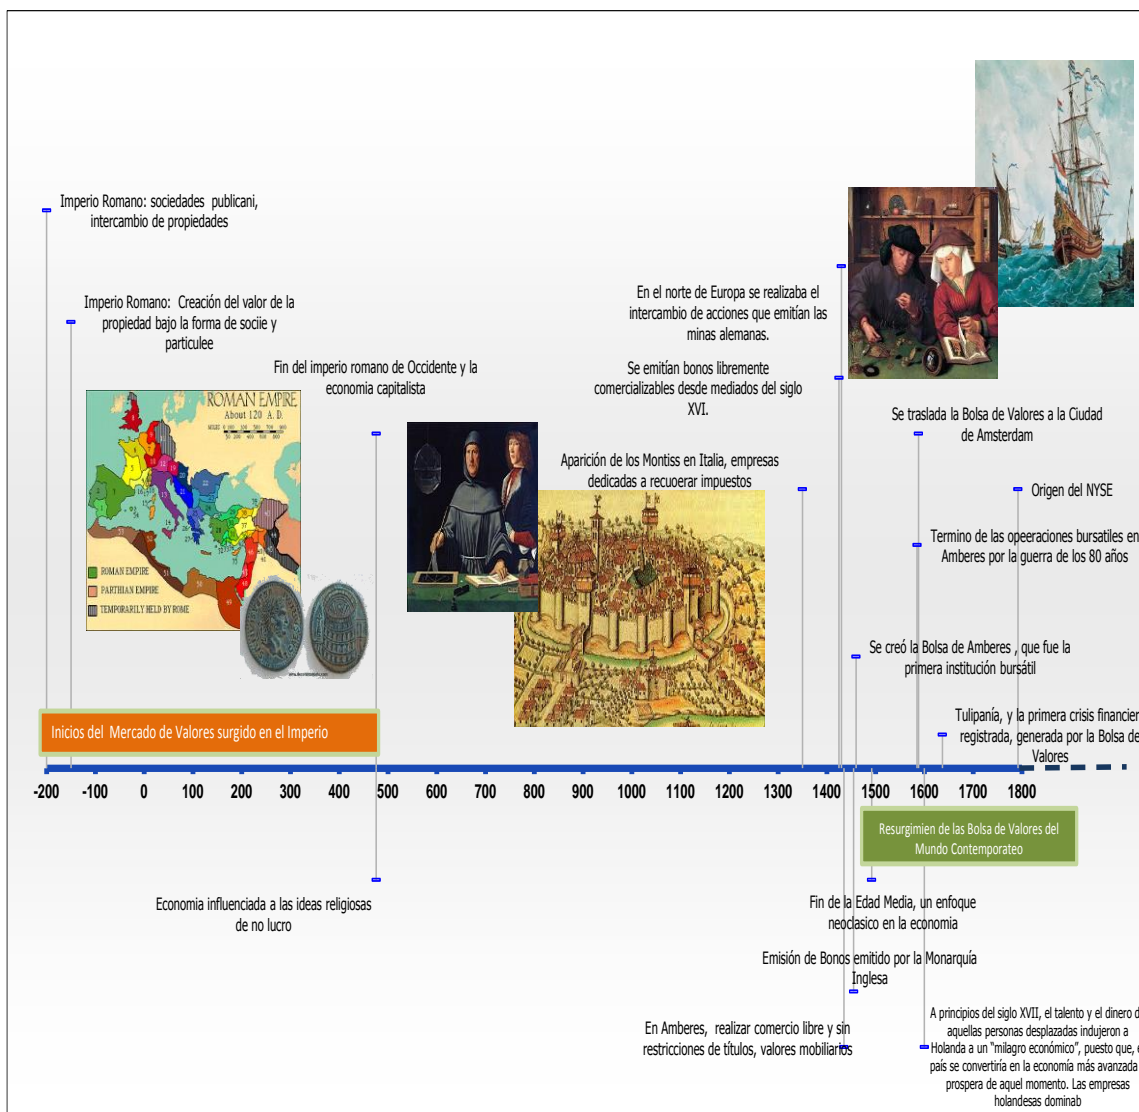 Imperio Romano: sociedades publicani,
intercambio de propiedades
Imperio Romano: Creación del valor de la
propiedad bajo la forma de sociie y
particulee
Fin del imperio romano de Occidente y la
economia capitalista
ROMAN EMPIRE
About 120 A. D.
ROMAN EMPIRE
PARTHIAN EMPIRE
TEMPORARILY HELD BY ROME
En el norte de Europa se realizaba el
intercambio de acciones que emitían las
minas alemanas.
Se emitían bonos libremente
comercializables desde mediados del siglo
XVI.
Aparición de los Montiss en Italia, empresas
dedicadas a recuoerar impuestos
Se traslada la Bolsa de Valores a la Ciudad
de Amsterdam
Origen del NYSE
Termino de las opeeraciones bursatiles en
Amberes por la guerra de los 80 años
Se creó la Bolsa de Amberes , que fue la
primera institución bursátil
Tulipanía, y la primera crisis financier
registrada, generada por la Bolsa de
Valores
Inicios del Mercado de Valores surgido en el Imperio
-200 -100 0 100 200 300 400 500 600 700 800 900 1000 1100 1200 1300 1400 1500 1600 1700 1800
Resurgimien de las Bolsa de Valores del
Mundo Contemporateo
Economia influenciada a las ideas religiosas
de no lucro
Fin de la Edad Media, un enfoque
neoclasico en la economia
Emisión de Bonos emitido por la Monarquía
Inglesa
En Amberes, realizar comercio libre y sin
restricciones de títulos, valores mobiliarios
A principios del siglo XVII, el talento y el dinero d
aquellas personas desplazadas indujeron a
Holanda a un "milagro económico", puesto que, e
país se convertiría en la economía más avanzada
prospera de aquel momento. Las empresas
holandesas dominab